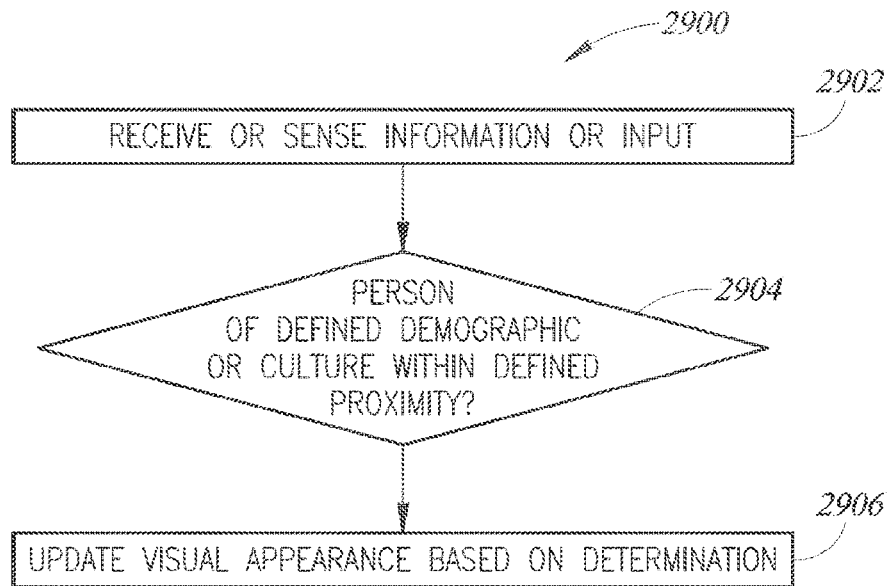 2900
2902
RECEIVE OR SENSE INFORMATION OR INPUT
2904
PERSON
OF DEFINED DEMOGRAPHIC
OR CULTURE WITHIN DEFINED
PROXIMITY?
2906
UPDATE VISUAL APPEARANCE BASED ON DETERMINATION